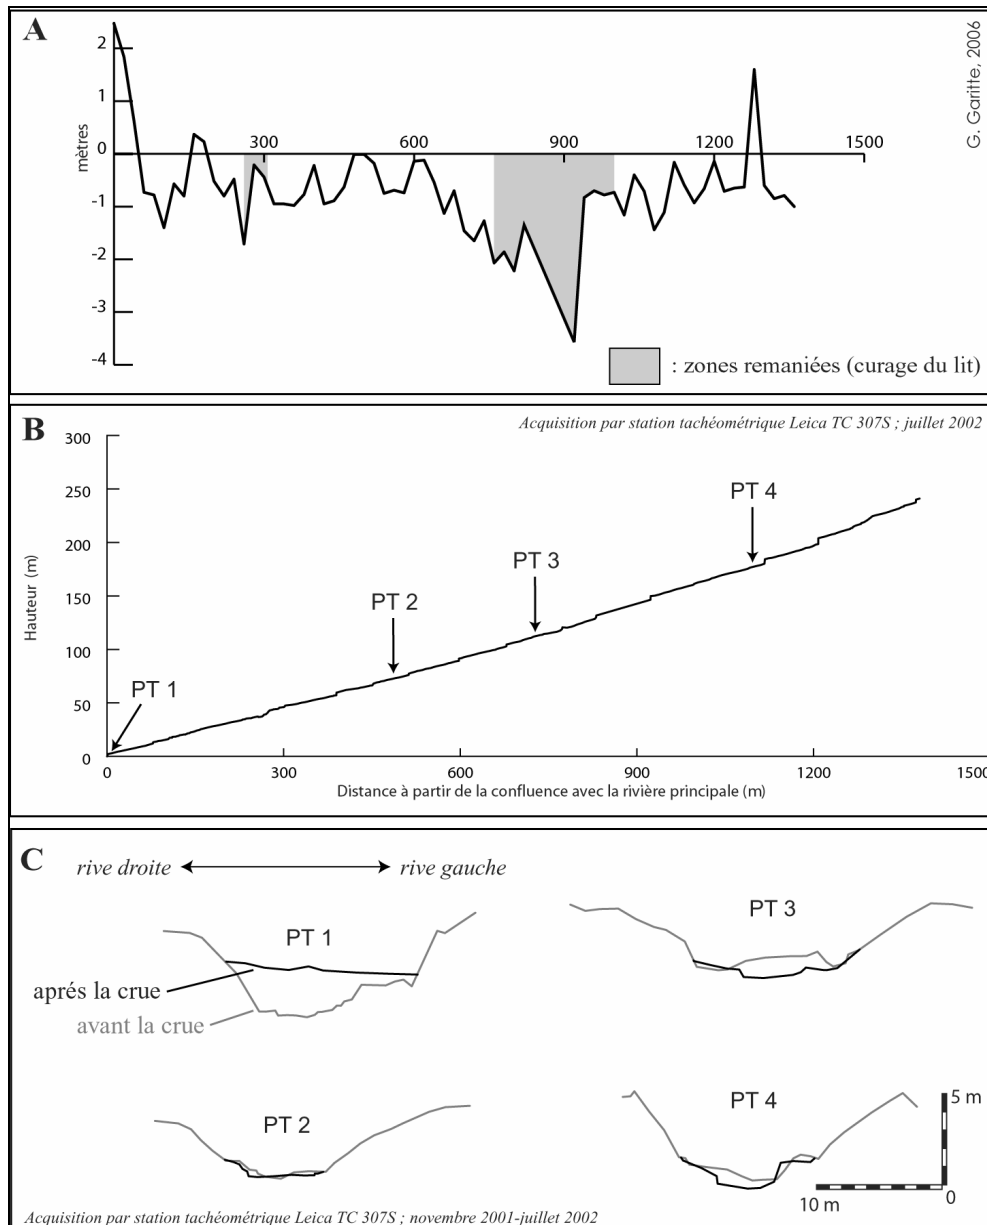 A
G. Garitte, 2006
mètres
2
1
0
-1
-2
-3
-4
300 600 900 1200 1500
: zones remaniées (curage du lit)
B
Acquisition par station tachéométrique Leica TC 307S ; juillet 2002
Hauteur (m)
300
250
200
150
100
50
0
PT 1
PT 2
PT 3
PT 4
0 300 600 900 1200 1500
Distance à partir de la confluence avec la rivière principale (m)
C
rive droite rive gauche
PT 1
PT 3
aprés la crue
avant la crue
PT 2
PT 4
5 m
10 m 0
Acquisition par station tachéométrique Leica TC 307S ; novembre 2001-juillet 2002